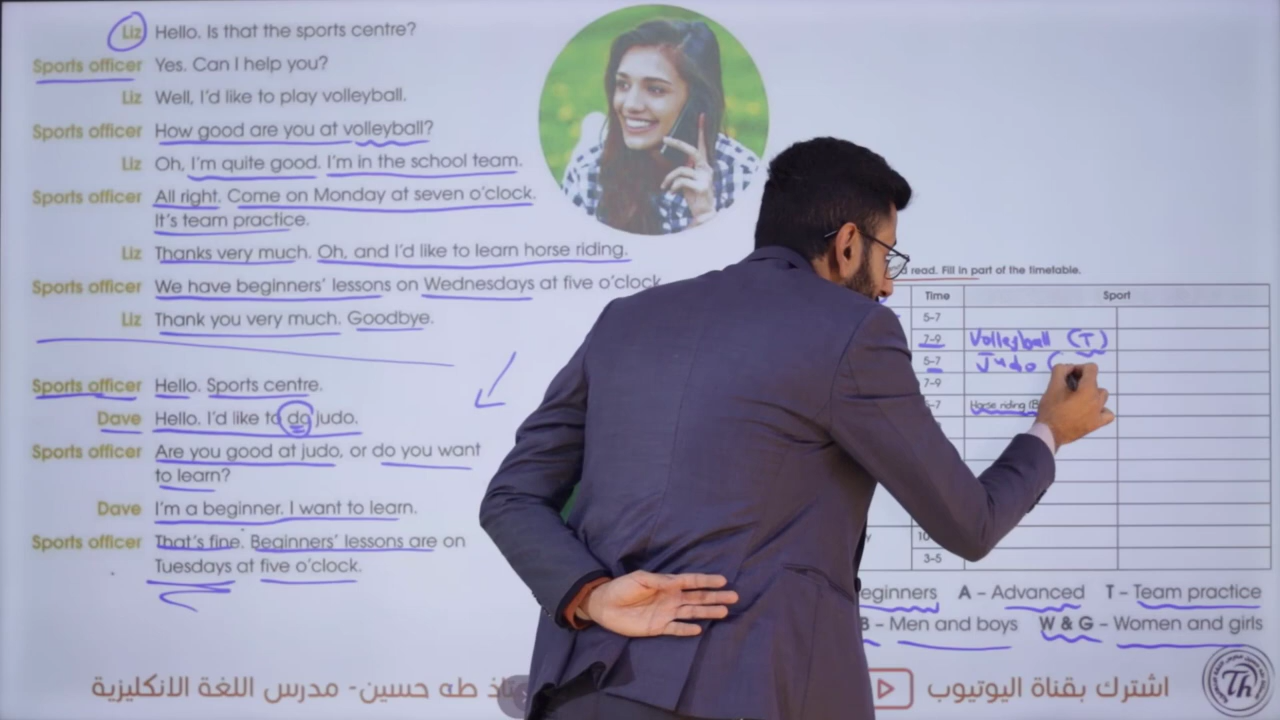 Liz Hello. Is that the sports centre?
Sports officer Yes. Can I help you?
Liz Well, I'd like to play volleyball.
Sports officer How good are you at volleyball?
Liz Oh, I'm quite good. I'm in the school team.
Sports officer All right. Come on Monday at seven o'clock.
It's team practice.
Liz Thanks very much. Oh, and I'd like to learn horse riding.
Sports officer We have beginners' lessons on Wednesdays at five o'clock
Liz Thank you very much. Goodbye.
Sports officer Hello. Sports centre.
Dave Hello. I'd like to do judo.
Sports officer Are you good at judo, or do you want
to learn?
Dave I'm a beginner. I want to learn.
Sports officer That's fine. Beginners' lessons are on
Tuesdays at five o'clock.
read. Fill in part of the timetable.
Time Sport
5-7
7-9 Volleyball (T)
5-7 Judo (
7-9
-7 Horse riding (B
10
3-5
eginners A – Advanced T – Team practice
B – Men and boys W & G – Women and girls
طه حسين - مدرس اللغة الانكليزية
اشترك بقناة اليوتيوب
Th